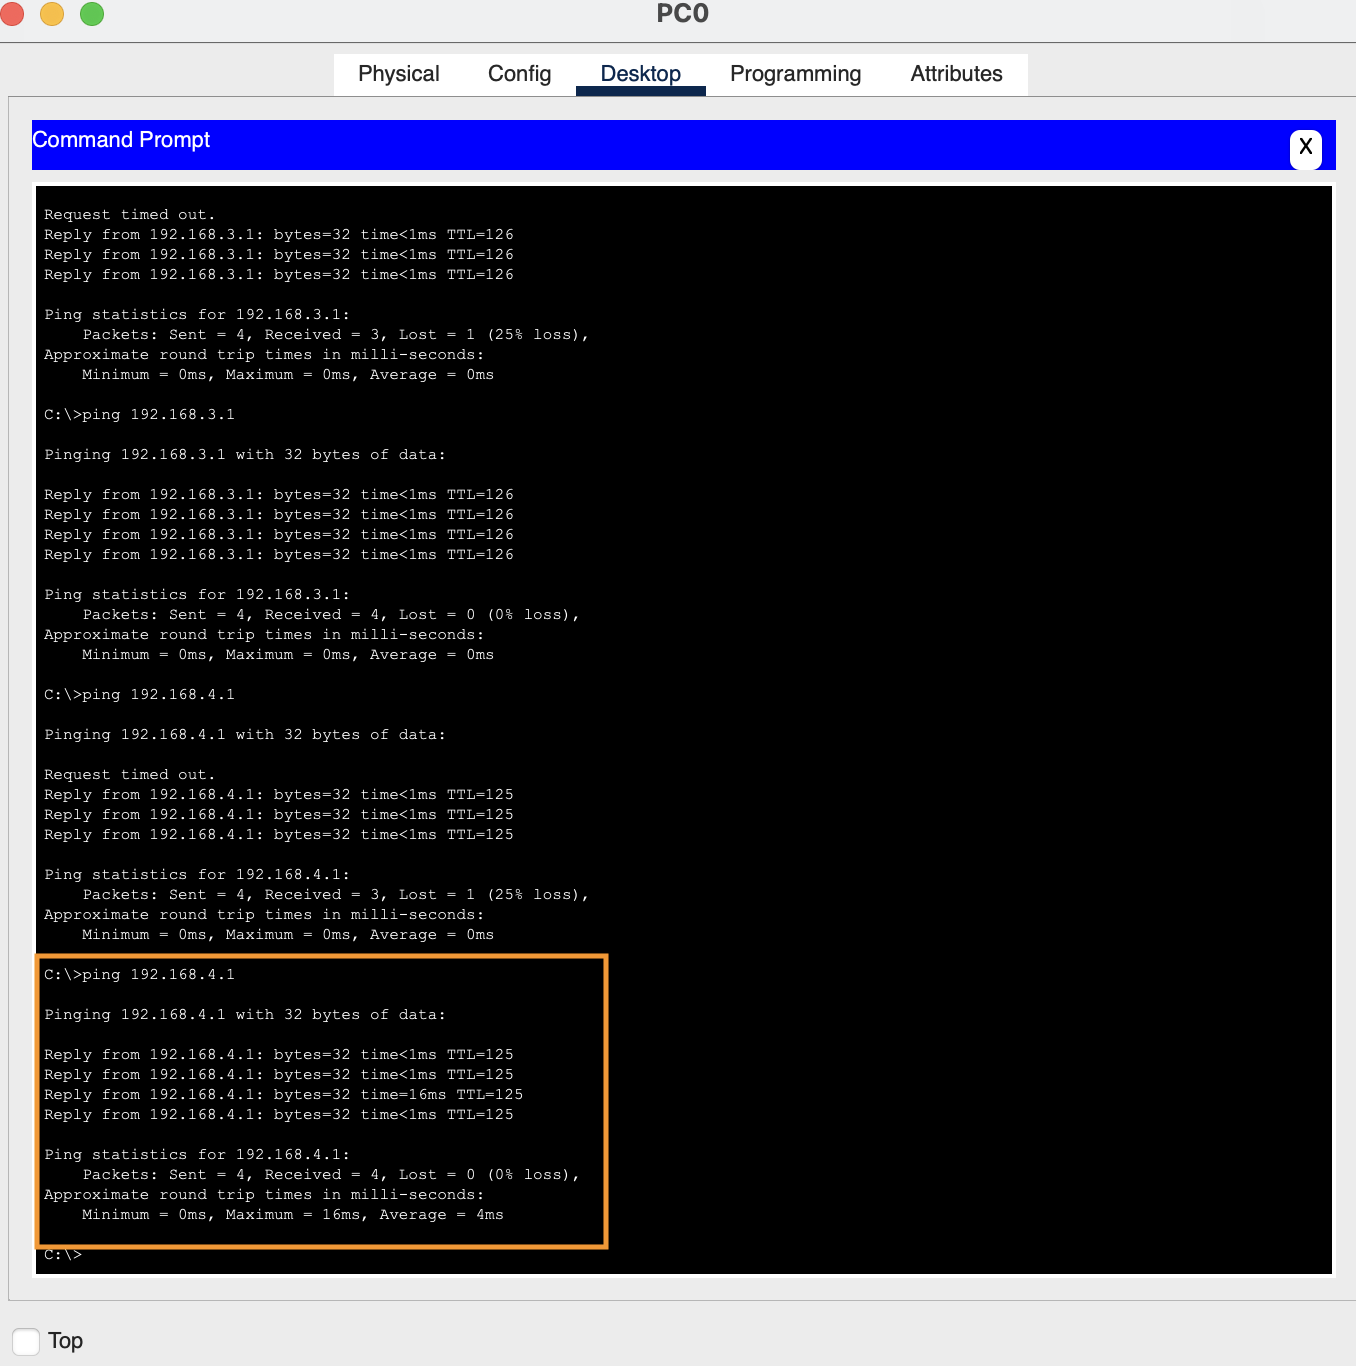 PC0
Physical Config Desktop Programming Attributes
Command Prompt
X
Request timed out.
Reply from 192.168.3.1: bytes=32 time<1ms TTL=126
Reply from 192.168.3.1: bytes=32 time<1ms TTL=126
Reply from 192.168.3.1: bytes=32 time<1ms TTL=126
Ping statistics for 192.168.3.1:
    Packets: Sent = 4, Received = 3, Lost = 1 (25% loss),
Approximate round trip times in milli-seconds:
    Minimum = 0ms, Maximum = 0ms, Average = 0ms
C:\>ping 192.168.3.1
Pinging 192.168.3.1 with 32 bytes of data:
Reply from 192.168.3.1: bytes=32 time<1ms TTL=126
Reply from 192.168.3.1: bytes=32 time<1ms TTL=126
Reply from 192.168.3.1: bytes=32 time<1ms TTL=126
Reply from 192.168.3.1: bytes=32 time<1ms TTL=126
Ping statistics for 192.168.3.1:
    Packets: Sent = 4, Received = 4, Lost = 0 (0% loss),
Approximate round trip times in milli-seconds:
    Minimum = 0ms, Maximum = 0ms, Average = 0ms
C:\>ping 192.168.4.1
Pinging 192.168.4.1 with 32 bytes of data:
Request timed out.
Reply from 192.168.4.1: bytes=32 time<1ms TTL=125
Reply from 192.168.4.1: bytes=32 time<1ms TTL=125
Reply from 192.168.4.1: bytes=32 time<1ms TTL=125
Ping statistics for 192.168.4.1:
    Packets: Sent = 4, Received = 3, Lost = 1 (25% loss),
Approximate round trip times in milli-seconds:
    Minimum = 0ms, Maximum = 0ms, Average = 0ms
C:\>ping 192.168.4.1
Pinging 192.168.4.1 with 32 bytes of data:
Reply from 192.168.4.1: bytes=32 time<1ms TTL=125
Reply from 192.168.4.1: bytes=32 time<1ms TTL=125
Reply from 192.168.4.1: bytes=32 time=16ms TTL=125
Reply from 192.168.4.1: bytes=32 time<1ms TTL=125
Ping statistics for 192.168.4.1:
    Packets: Sent = 4, Received = 4, Lost = 0 (0% loss),
Approximate round trip times in milli-seconds:
    Minimum = 0ms, Maximum = 16ms, Average = 4ms
C:\>
Top